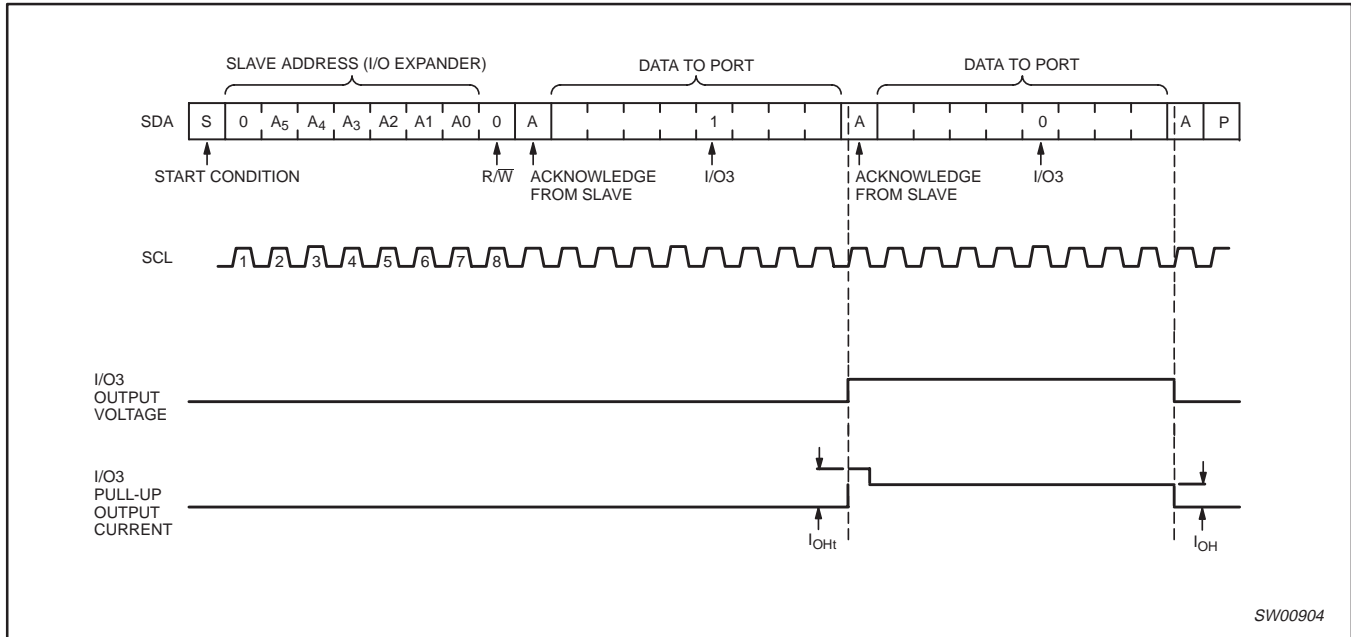 SLAVE ADDRESS (I/O EXPANDER) DATA TO PORT DATA TO PORT
SDA S 0 A5 A4 A3 A2 A1 A0 0 A 1 A 0 A P
START CONDITION R/W̅ ACKNOWLEDGE I/O3 ACKNOWLEDGE I/O3
FROM SLAVE FROM SLAVE
SCL 1 2 3 4 5 6 7 8
I/O3
OUTPUT
VOLTAGE
I/O3
PULL-UP
OUTPUT
CURRENT
IOHt IOH
SW00904